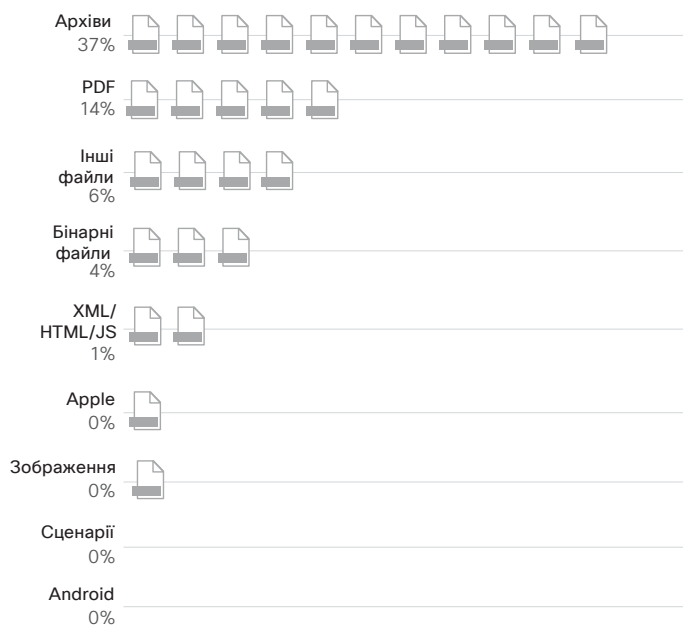 Архіви
37%
PDF
14%
Інші
файли
6%
Бінарні
файли
4%
XML/
HTML/JS
1%
Apple
0%
Зображення
0%
Сценарії
0%
Android
0%